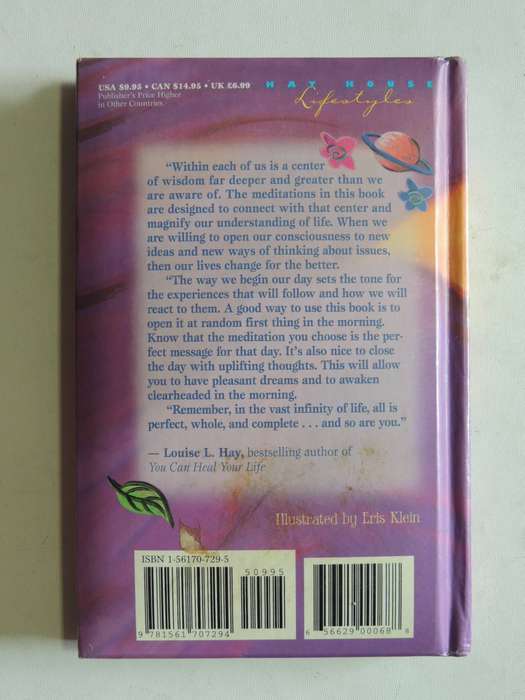 USA $9.95 • CAN $14.95 • UK £6.99
Publisher's Price Higher
in Other Countries
HAY HOUSE
Lifestyles
“Within each of us is a center
of wisdom far deeper and greater than we
are aware of. The meditations in this book
are designed to connect with that center and
magnify our understanding of life. When we
are willing to open our consciousness to new
ideas and new ways of thinking about issues,
then our lives change for the better.
“The way we begin our day sets the tone for
the experiences that will follow and how we will
react to them. A good way to use this book is to
open it at random first thing in the morning.
Know that the meditation you choose is the per-
fect message for that day. It's also nice to close
the day with uplifting thoughts. This will allow
you to have pleasant dreams and to awaken
clearheaded in the morning.
“Remember, in the vast infinity of life, all is
perfect, whole, and complete . . . and so are you.”
— Louise L. Hay, bestselling author of
You Can Heal Your Life
Illustrated by Eris Klein
ISBN 1-56170-729-5
50995
9 781561 707294
6 56629 00068 8